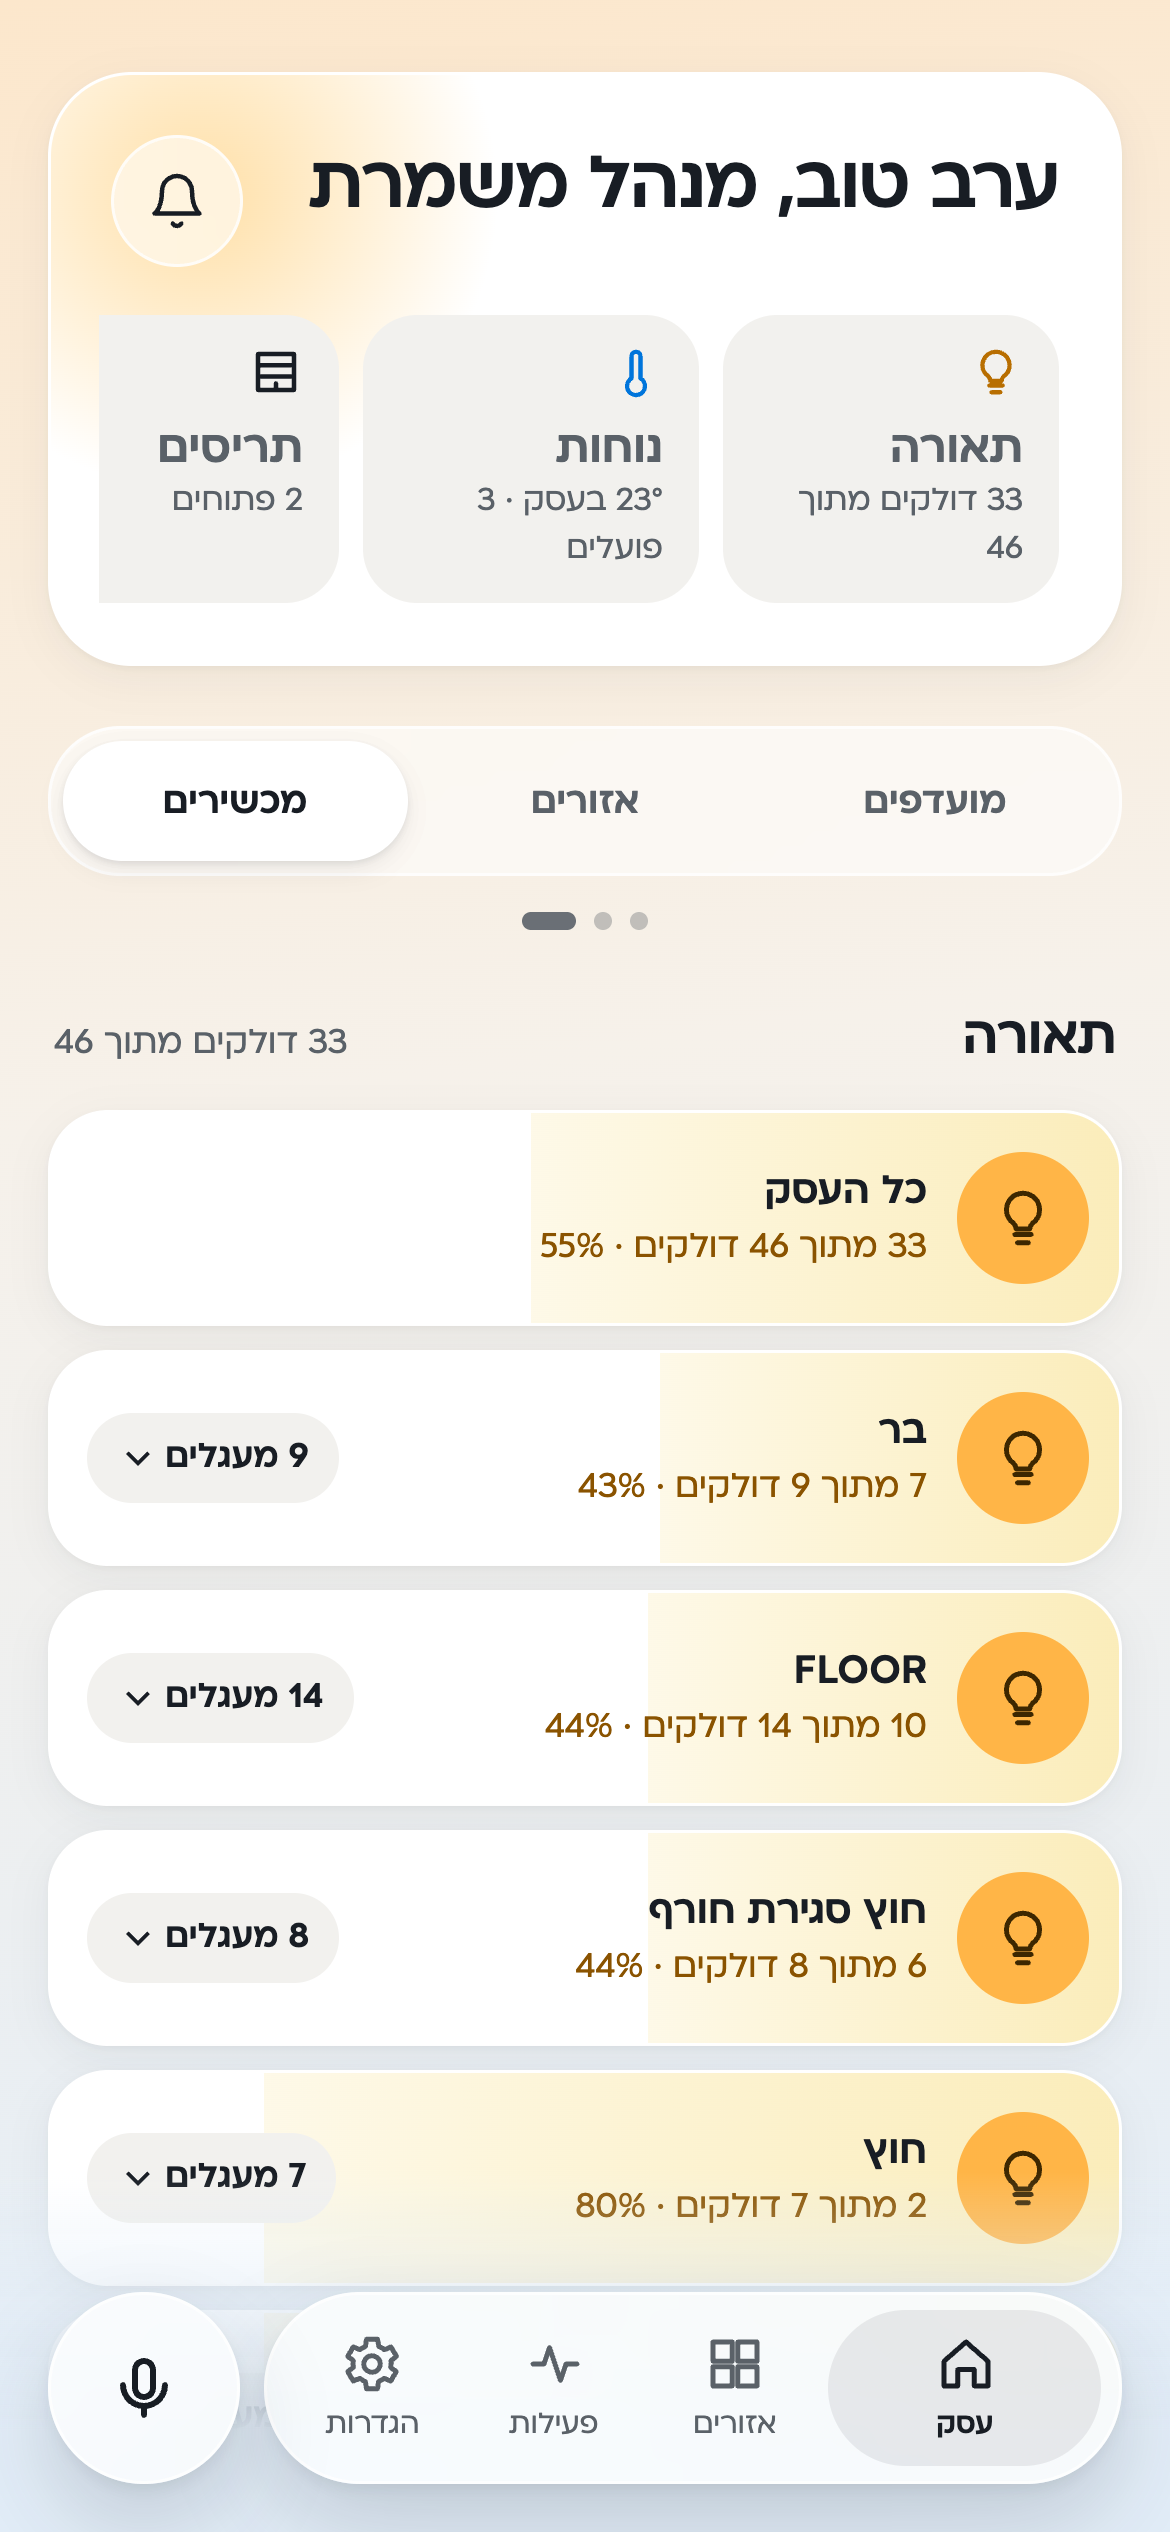 ערב טוב, מנהל משמרת
תאורה
33 דולקים מתוך
46
נוחות
23° בעסק · 3
פועלים
תריסים
2 פתוחים
מועדפים
אזורים
מכשירים
תאורה
33 דולקים מתוך 46
כל העסק
33 מתוך 46 דולקים · 55%
בר
7 מתוך 9 דולקים · 43%
9 מעגלים
FLOOR
10 מתוך 14 דולקים · 44%
14 מעגלים
חוץ סגירת חורף
6 מתוך 8 דולקים · 44%
8 מעגלים
חוץ
2 מתוך 7 דולקים · 80%
7 מעגלים
עסק
אזורים
פעילות
הגדרות